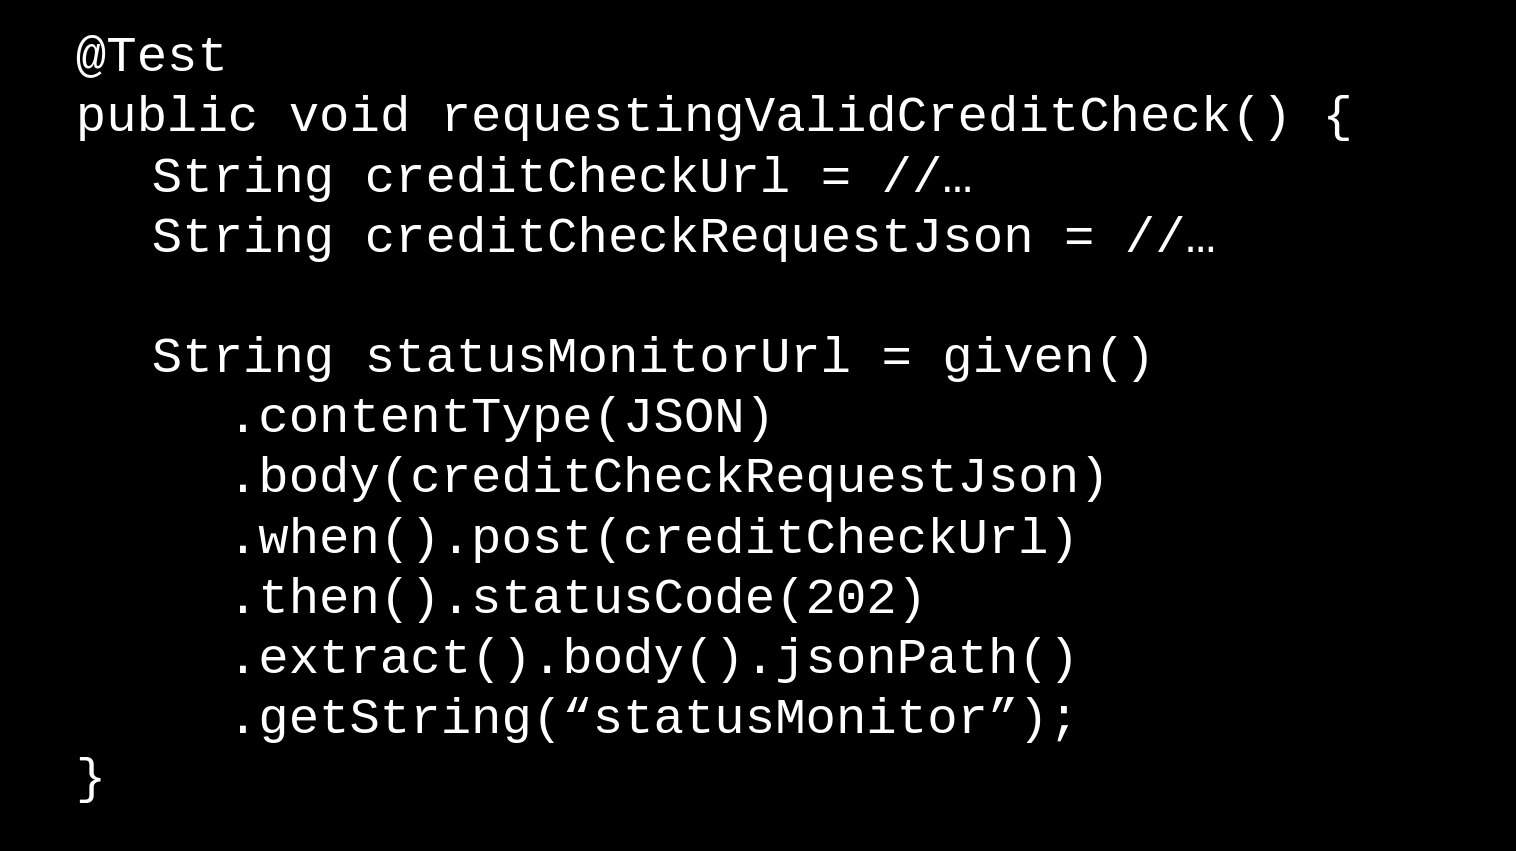 @Test
public void requestingValidCreditCheck() {
String creditCheckUrl = //…
String creditCheckRequestJson = //…
String statusMonitorUrl = given()
.contentType(JSON)
.body(creditCheckRequestJson)
.when().post(creditCheckUrl)
.then().statusCode(202)
.extract().body().jsonPath()
.getString(“statusMonitor”);
}